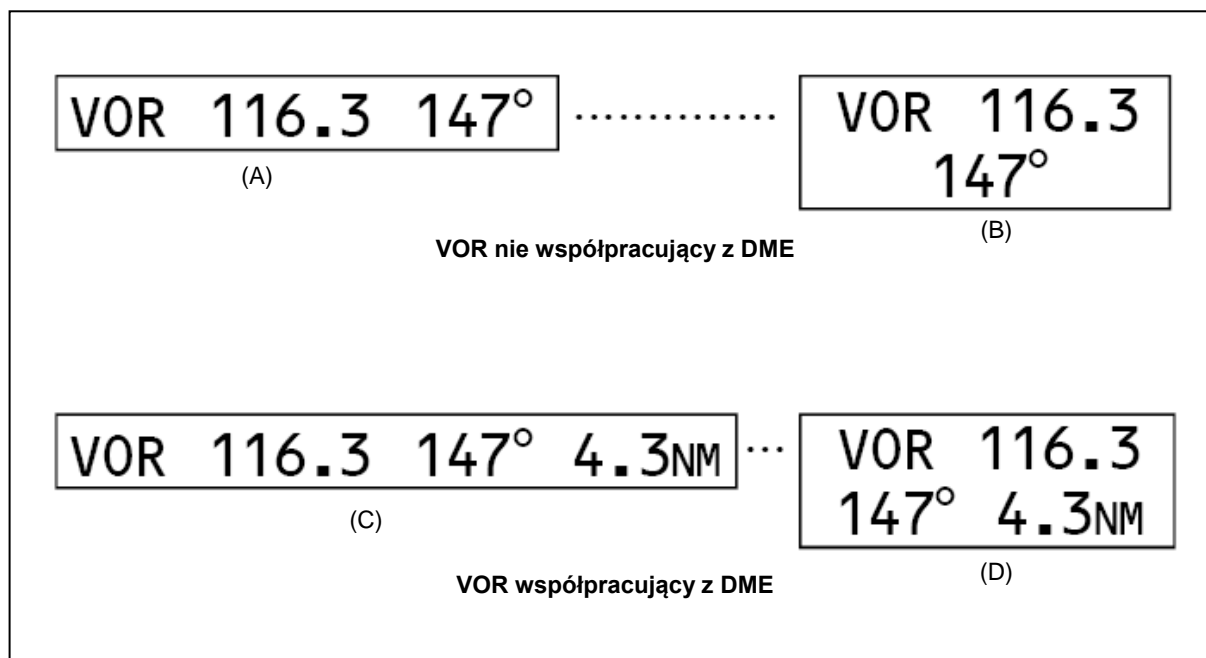 VOR 116.3 147° .............. VOR 116.3
147°
(A)
(B)
VOR nie współpracujący z DME
VOR 116.3 147° 4.3NM ... VOR 116.3
147° 4.3NM
(C)
(D)
VOR współpracujący z DME